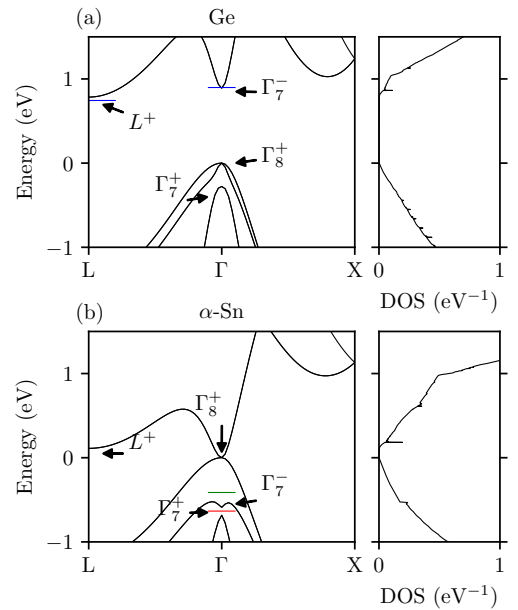 (a) Ge
Energy (eV)
1
0
−1
L Γ X
L⁺
Γ₇⁻
Γ₈⁺
Γ₇⁺
0 1
DOS (eV⁻¹)
(b) α-Sn
Energy (eV)
1
0
−1
L Γ X
L⁺
Γ₈⁺
Γ₇⁺
Γ₇⁻
0 1
DOS (eV⁻¹)